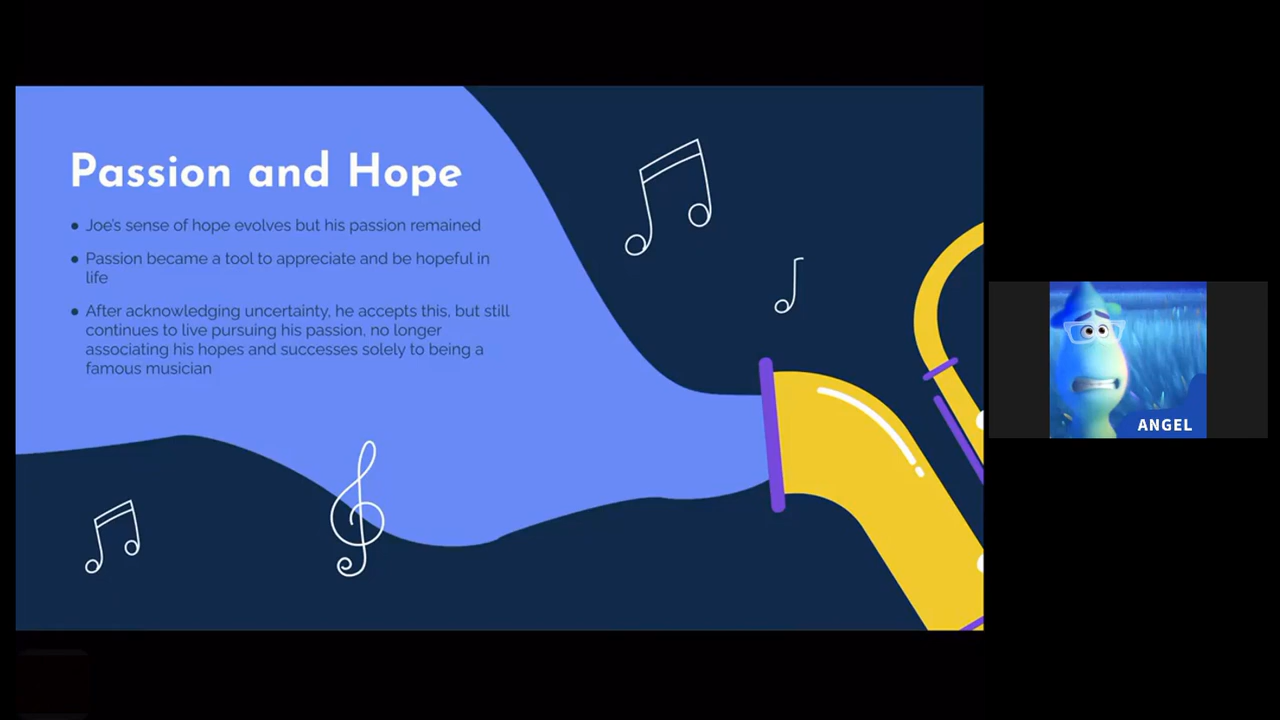 Passion and Hope
● Joe's sense of hope evolves but his passion remained
● Passion became a tool to appreciate and be hopeful in
life
● After acknowledging uncertainty, he accepts this, but still
continues to live pursuing his passion, no longer
associating his hopes and successes solely to being a
famous musician
ANGEL